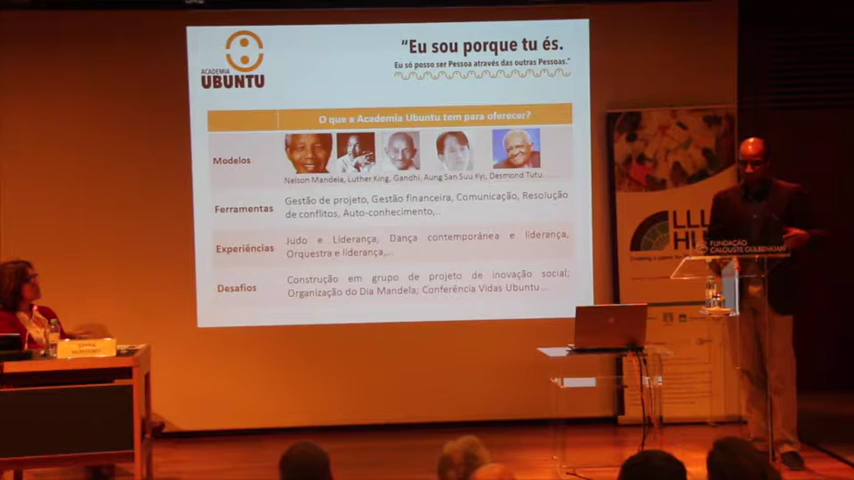 ACADEMIA
UBUNTU
"Eu sou porque tu és.
Eu só posso ser Pessoa através das outras Pessoas."
O que a Academia Ubuntu tem para oferecer?
Modelos
Nelson Mandela, Luther King, Gandhi, Aung San Suu Kyi, Desmond Tutu...
Ferramentas
Gestão de projeto, Gestão financeira, Comunicação, Resolução
de conflitos, Auto-conhecimento,..
Experiências
Judo e Liderança, Dança contemporânea e liderança,
Orquestra e liderança,...
Desafios
Construção em grupo de projeto de inovação social;
Organização do Dia Mandela; Conferência Vidas Ubuntu...
LLL
HU
FUNDAÇÃO
CALOUSTE GULBENKIAN